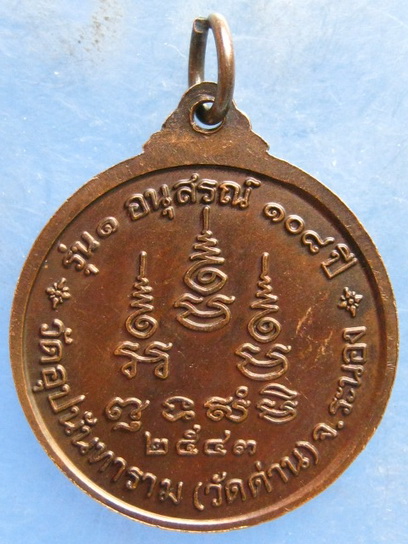 รุ่น ๑ อนุสรณ์ ๑๐๘ ปี
๒๕๔๓
วัดอุปนันทาราม (วัดด่าน) จ.ระนอง